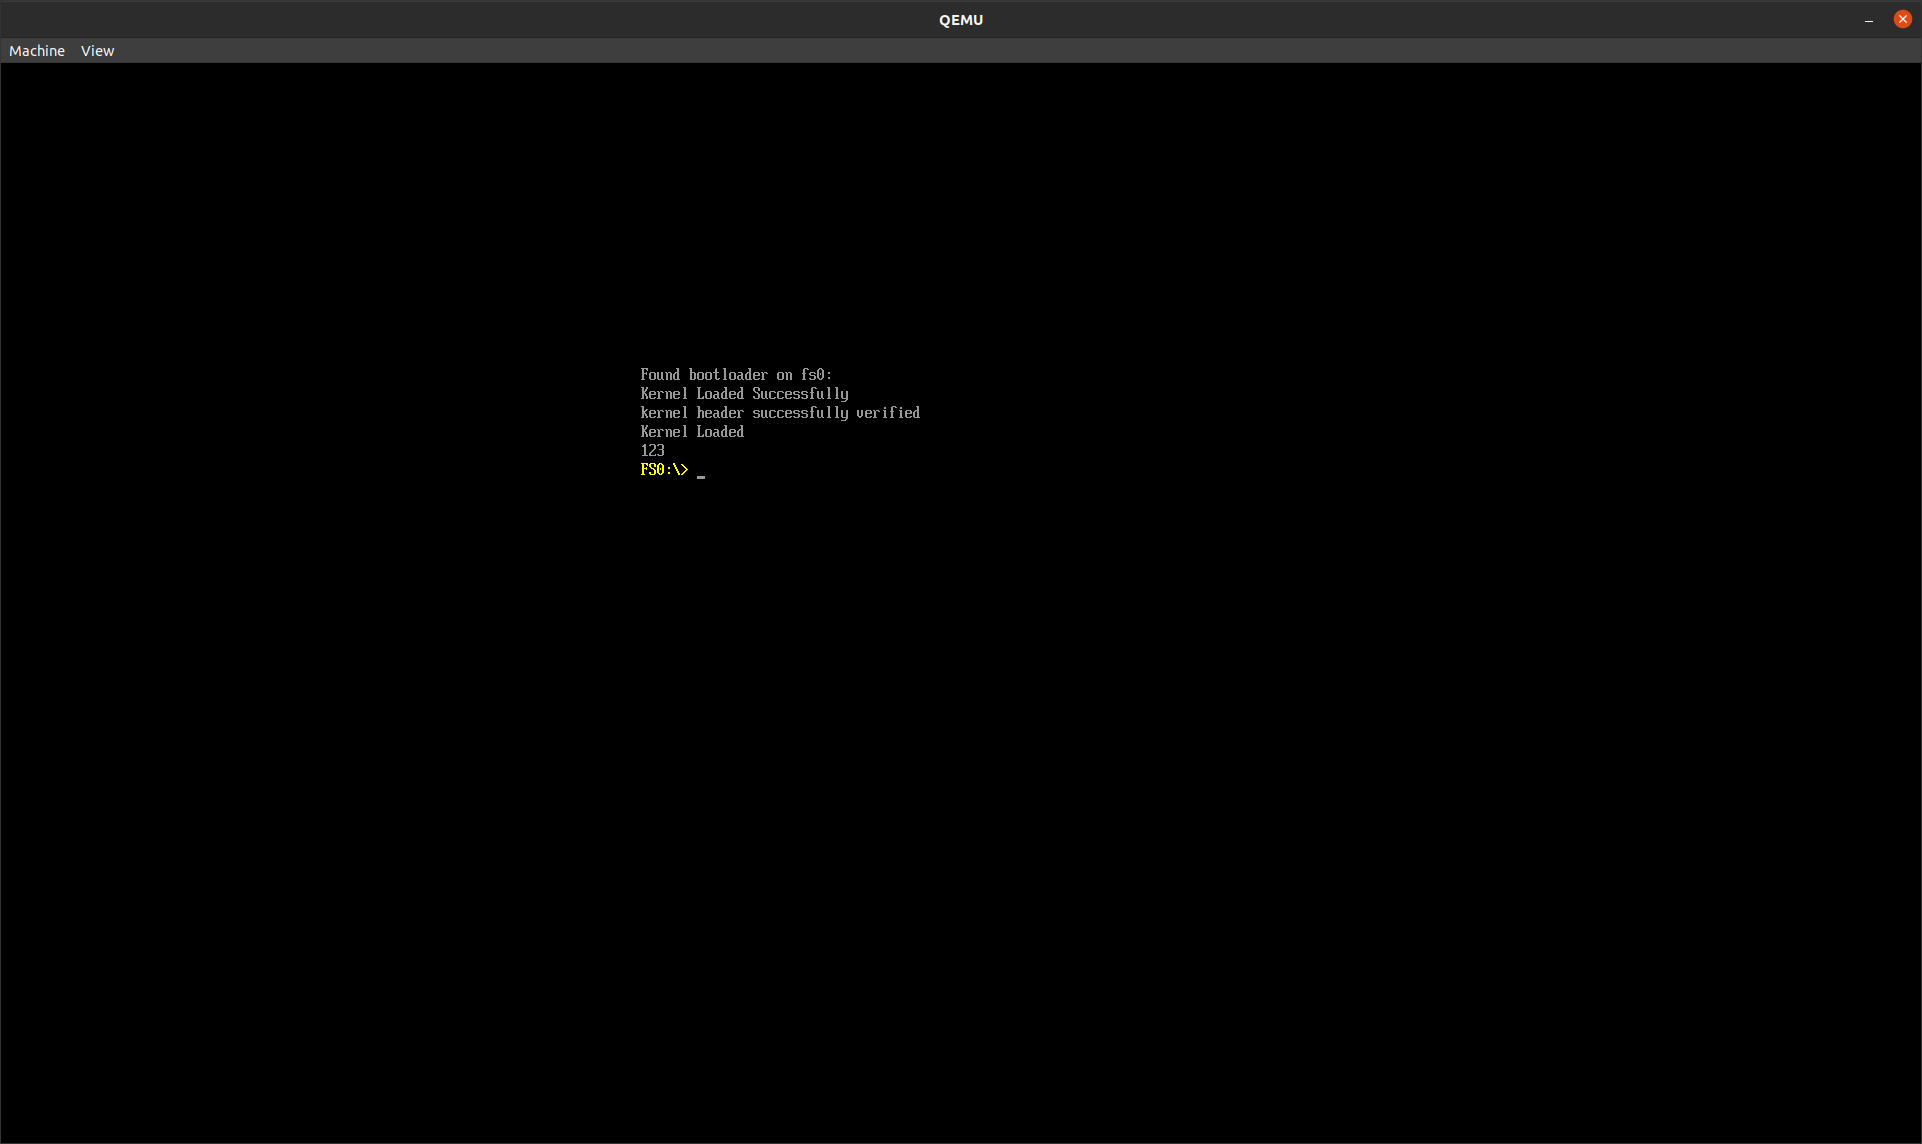 QEMU
Machine View
Found bootloader on fs0:
Kernel Loaded Successfully
kernel header successfully verified
Kernel Loaded
123
FS0:\> _